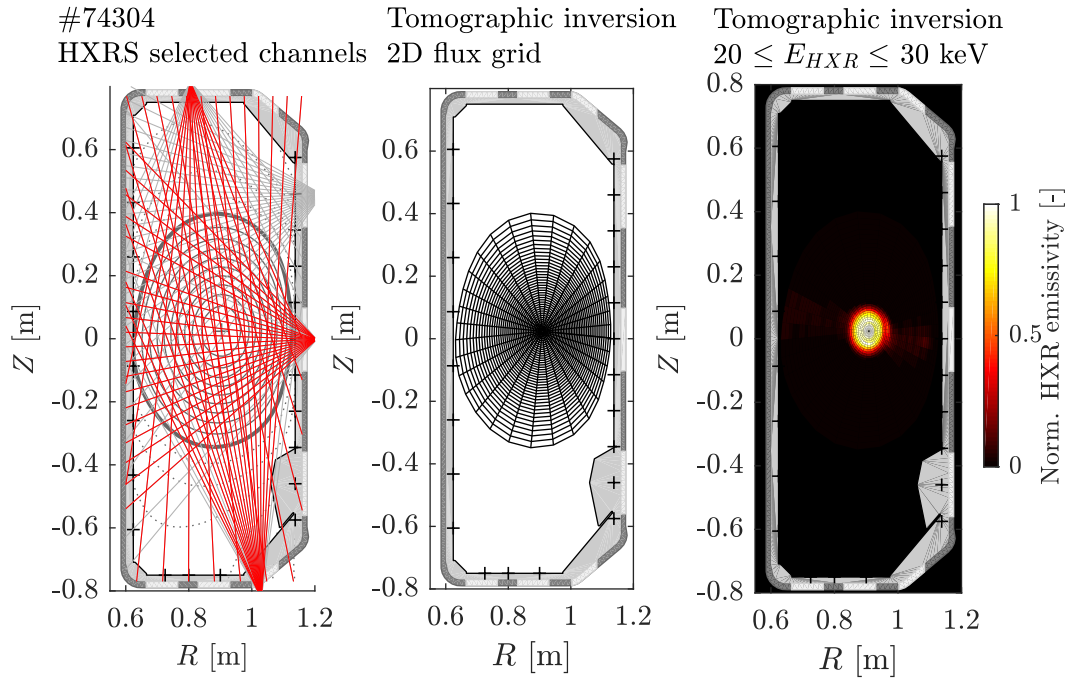 #74304
HXRS selected channels
Tomographic inversion
2D flux grid
Tomographic inversion
20 ≤ E_{HXR} ≤ 30 keV
0.6
0.4
0.2
0
-0.2
-0.4
-0.6
-0.8
Z [m]
0.6 0.8 1 1.2
R [m]
0.6
0.4
0.2
0
-0.2
-0.4
-0.6
-0.8
Z [m]
0.6 0.8 1 1.2
R [m]
0.8
0.6
0.4
0.2
0
-0.2
-0.4
-0.6
-0.8
Z [m]
0.6 0.8 1 1.2
R [m]
1
0.5
0
Norm. HXR emissivity [-]